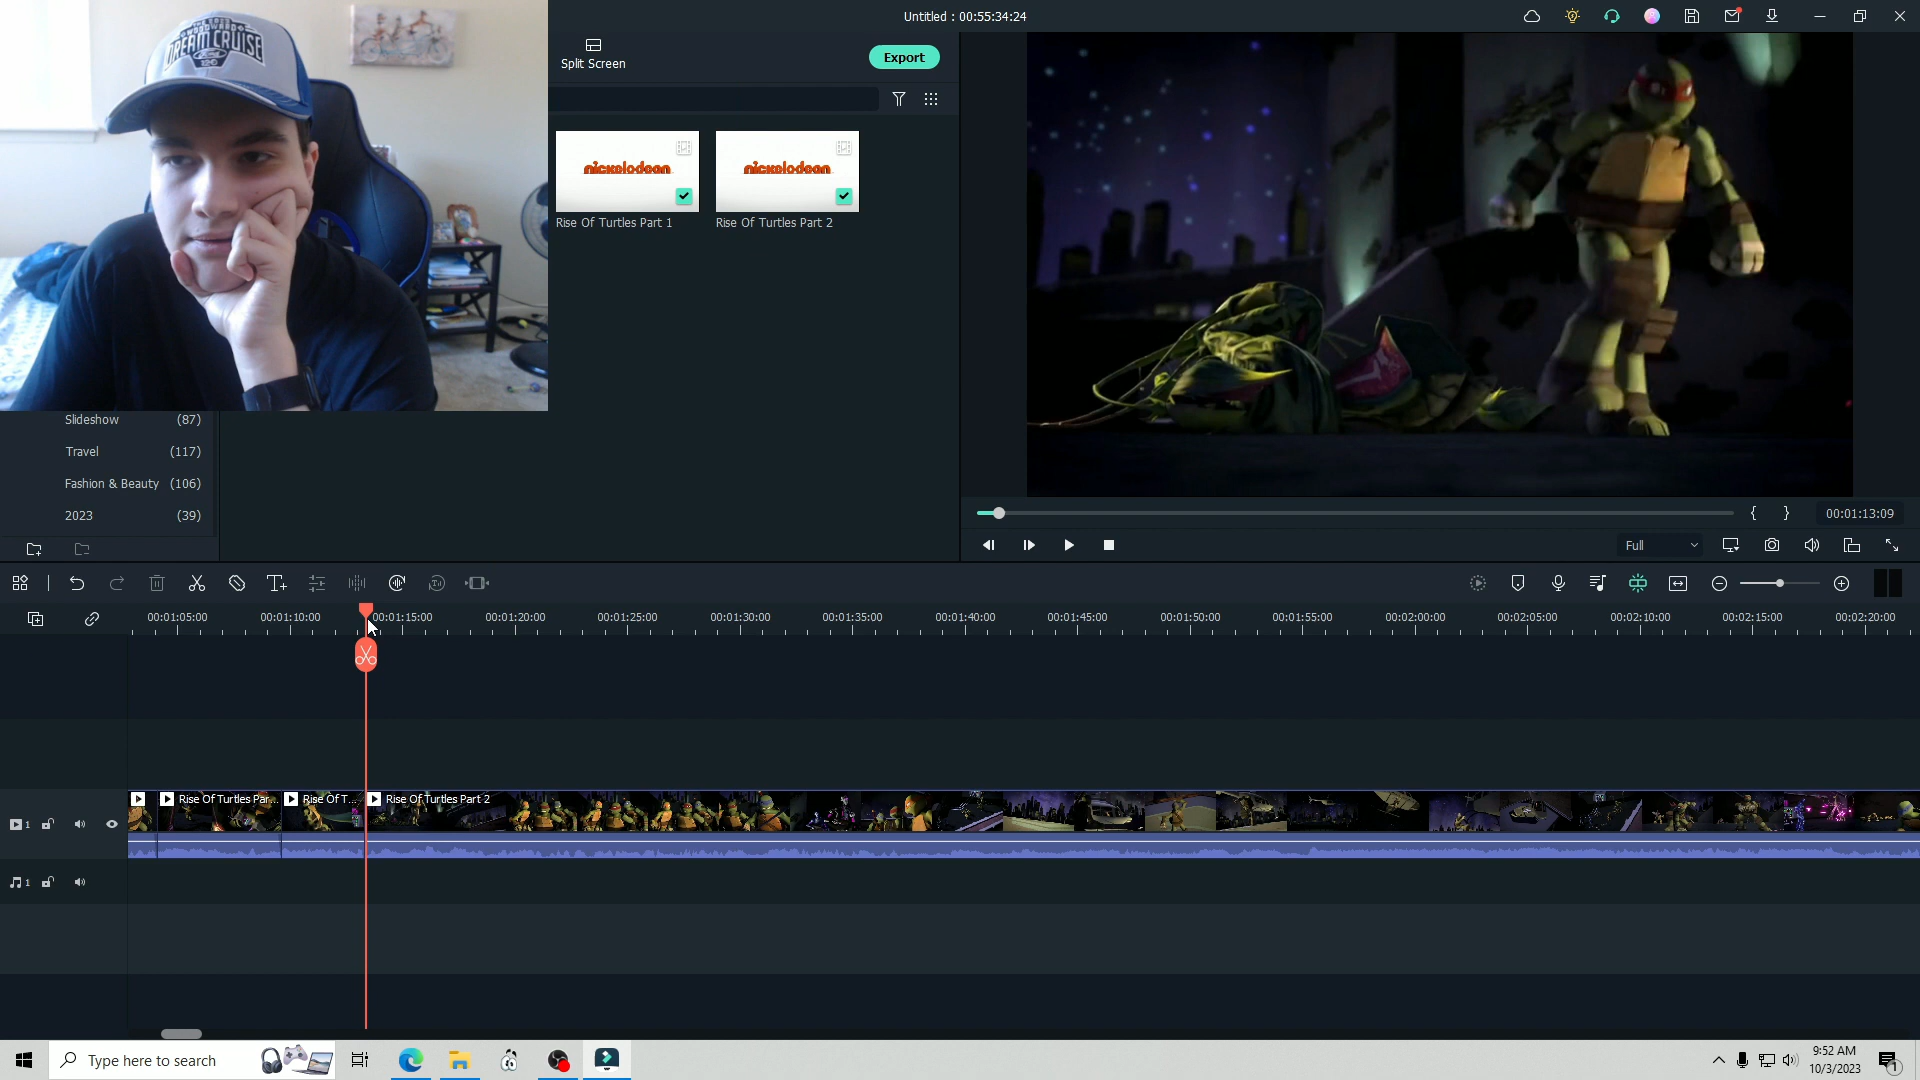 Untitled : 00:55:34:24
Split Screen
Export
DREAM CRUISE
Ford
nickelodeon
nickelodeon
Rise Of Turtles Part 1
Rise Of Turtles Part 2
Slideshow (87)
Travel (117)
Fashion & Beauty (106)
2023 (39)
{ } 00:01:13:09
Full
00:01:05:00 00:01:10:00 00:01:15:00 00:01:20:00 00:01:25:00 00:01:30:00 00:01:35:00 00:01:40:00 00:01:45:00 00:01:50:00 00:01:55:00 00:02:00:00 00:02:05:00 00:02:10:00 00:02:15:00 00:02:20:00
Rise Of Turtles Par... Rise Of T... Rise Of Turtles Part 2
1
1
Type here to search
9:52 AM
10/3/2023
1